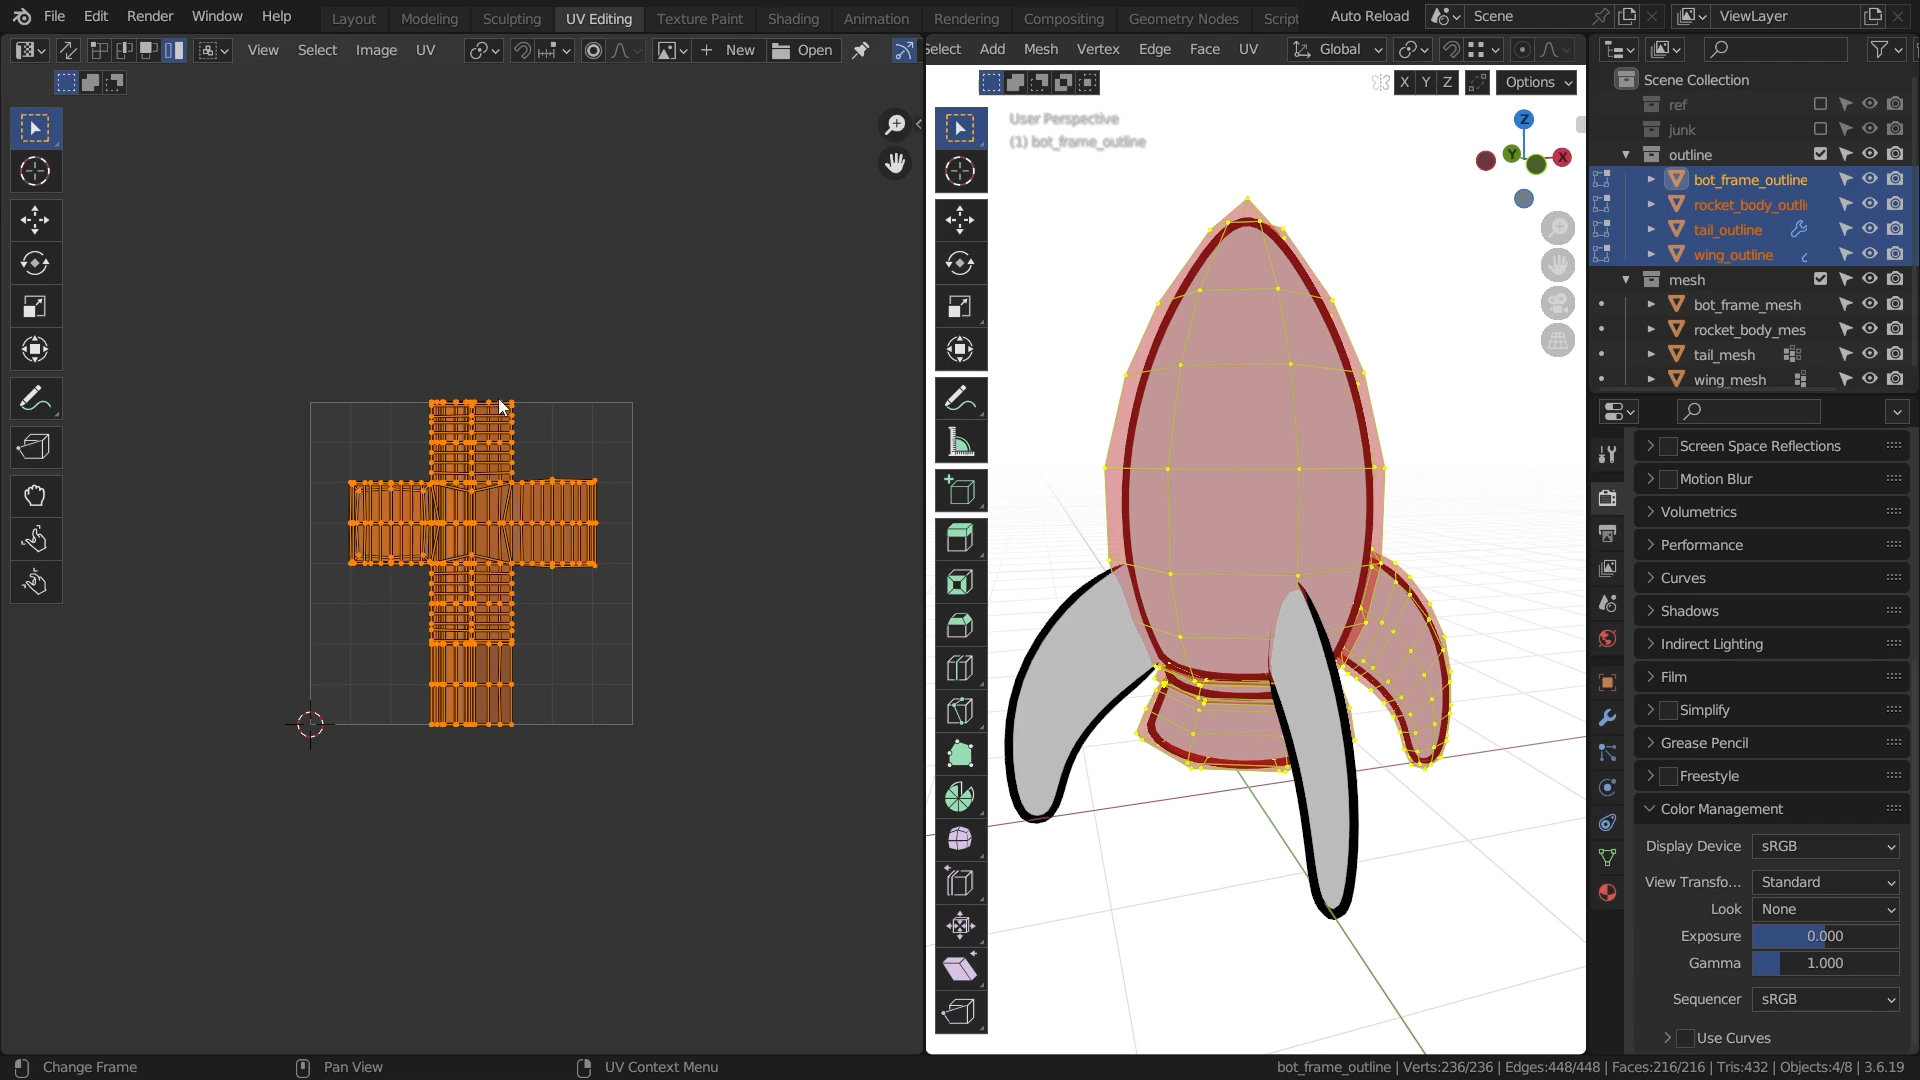 File Edit Render Window Help Layout Modeling Sculpting UV Editing Texture Paint Shading Animation Rendering Compositing Geometry Nodes Script Auto Reload Scene ViewLayer
View Select Image UV New Open
Select Add Mesh Vertex Edge Face UV Global
X Y Z Options
User Perspective
(1) bot_frame_outline
Z
Y
X
Scene Collection
ref
junk
outline
bot_frame_outline
rocket_body_outli
tail_outline
wing_outline
mesh
bot_frame_mesh
rocket_body_mes
tail_mesh
wing_mesh
Screen Space Reflections
Motion Blur
Volumetrics
Performance
Curves
Shadows
Indirect Lighting
Film
Simplify
Grease Pencil
Freestyle
Color Management
Display Device sRGB
View Transfo... Standard
Look None
Exposure 0.000
Gamma 1.000
Sequencer sRGB
Use Curves
Change Frame Pan View UV Context Menu bot_frame_outline | Verts:236/236 | Edges:448/448 | Faces:216/216 | Tris:432 | Objects:4/8 | 3.6.19